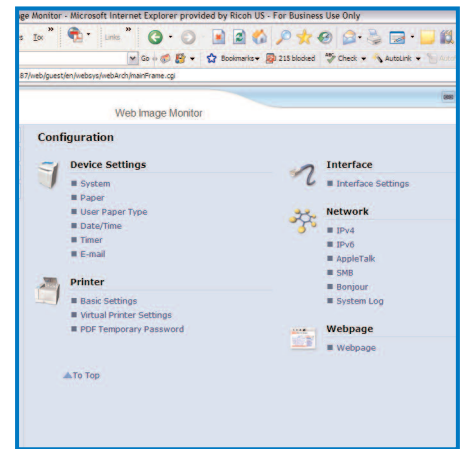 ge Monitor - Microsoft Internet Explorer provided by Ricoh US - For Business Use Only
s Too » Links »
Go Bookmarks 215 blocked Check AutoLink
87/web/guest/en/websys/webArch/mainFrame.cgi
Web Image Monitor
Configuration
Device Settings
System
Paper
User Paper Type
Date/Time
Timer
E-mail
Printer
Basic Settings
Virtual Printer Settings
PDF Temporary Password
To Top
Interface
Interface Settings
Network
IPv4
IPv6
AppleTalk
SMB
Bonjour
System Log
Webpage
Webpage